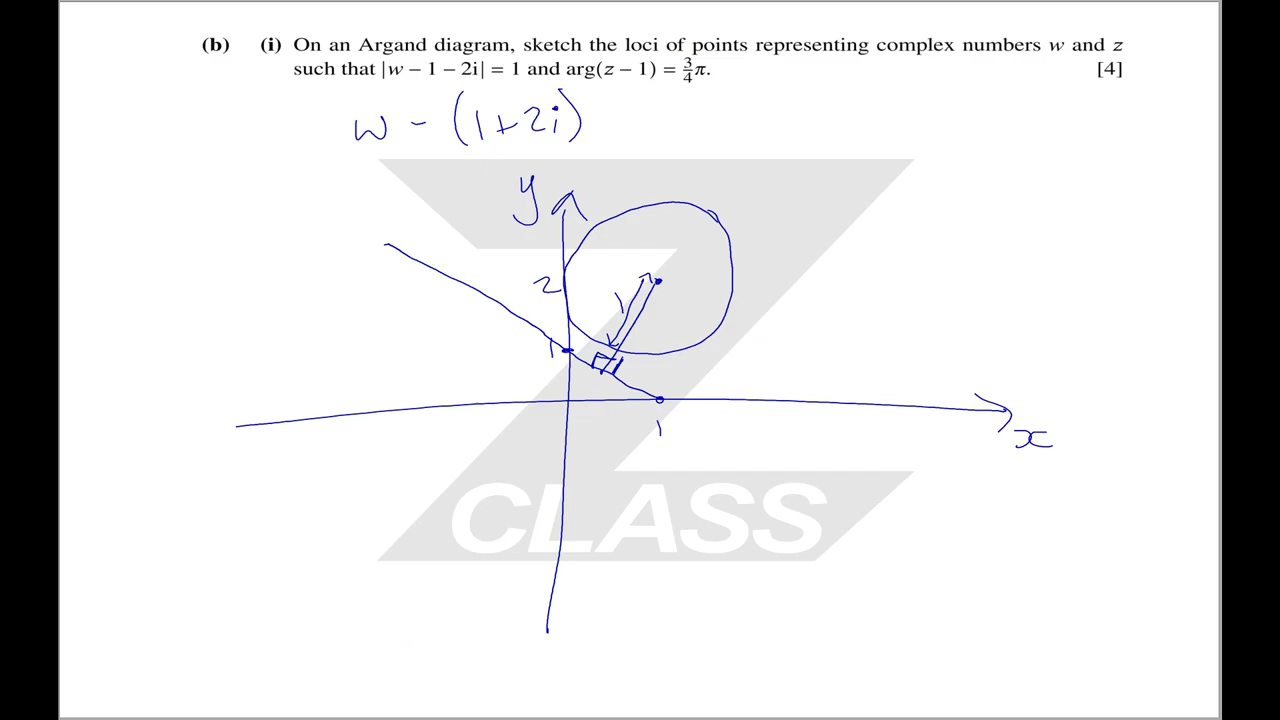 (b) (i) On an Argand diagram, sketch the loci of points representing complex numbers w and z
such that |w − 1 − 2i| = 1 and arg(z − 1) = ¾π. [4]
w - (1+2i)
y
2
1
1
1
x
CLASS